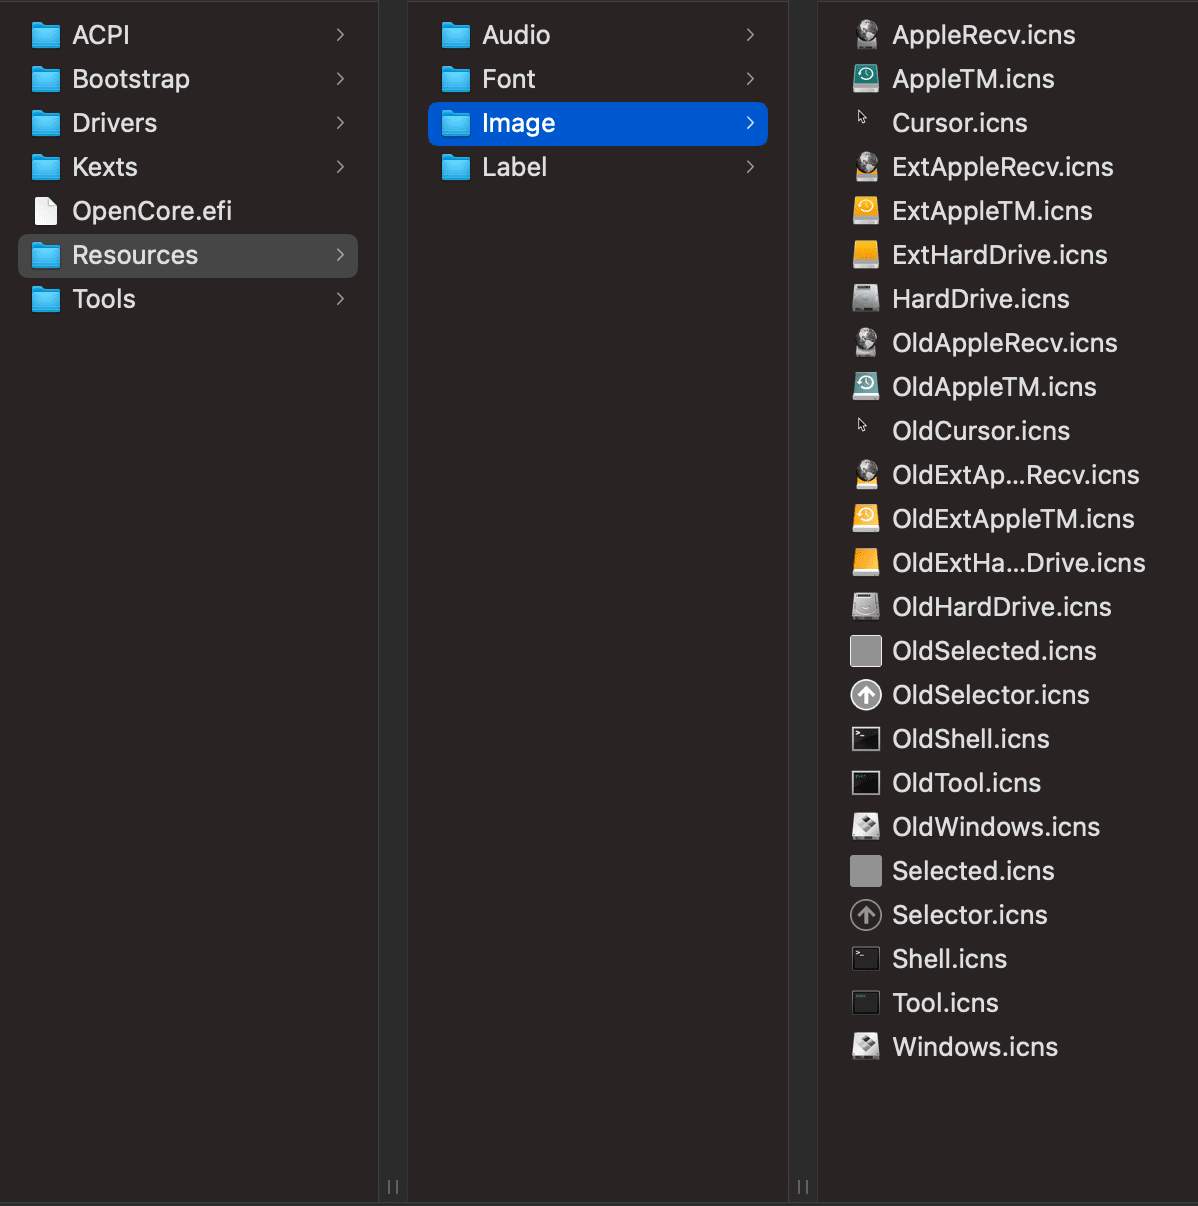 ACPI
Bootstrap
Drivers
Kexts
OpenCore.efi
Resources
Tools
Audio
Font
Image
Label
AppleRecv.icns
AppleTM.icns
Cursor.icns
ExtAppleRecv.icns
ExtAppleTM.icns
ExtHardDrive.icns
HardDrive.icns
OldAppleRecv.icns
OldAppleTM.icns
OldCursor.icns
OldExtAp...Recv.icns
OldExtAppleTM.icns
OldExtHa...Drive.icns
OldHardDrive.icns
OldSelected.icns
OldSelector.icns
OldShell.icns
OldTool.icns
OldWindows.icns
Selected.icns
Selector.icns
Shell.icns
Tool.icns
Windows.icns